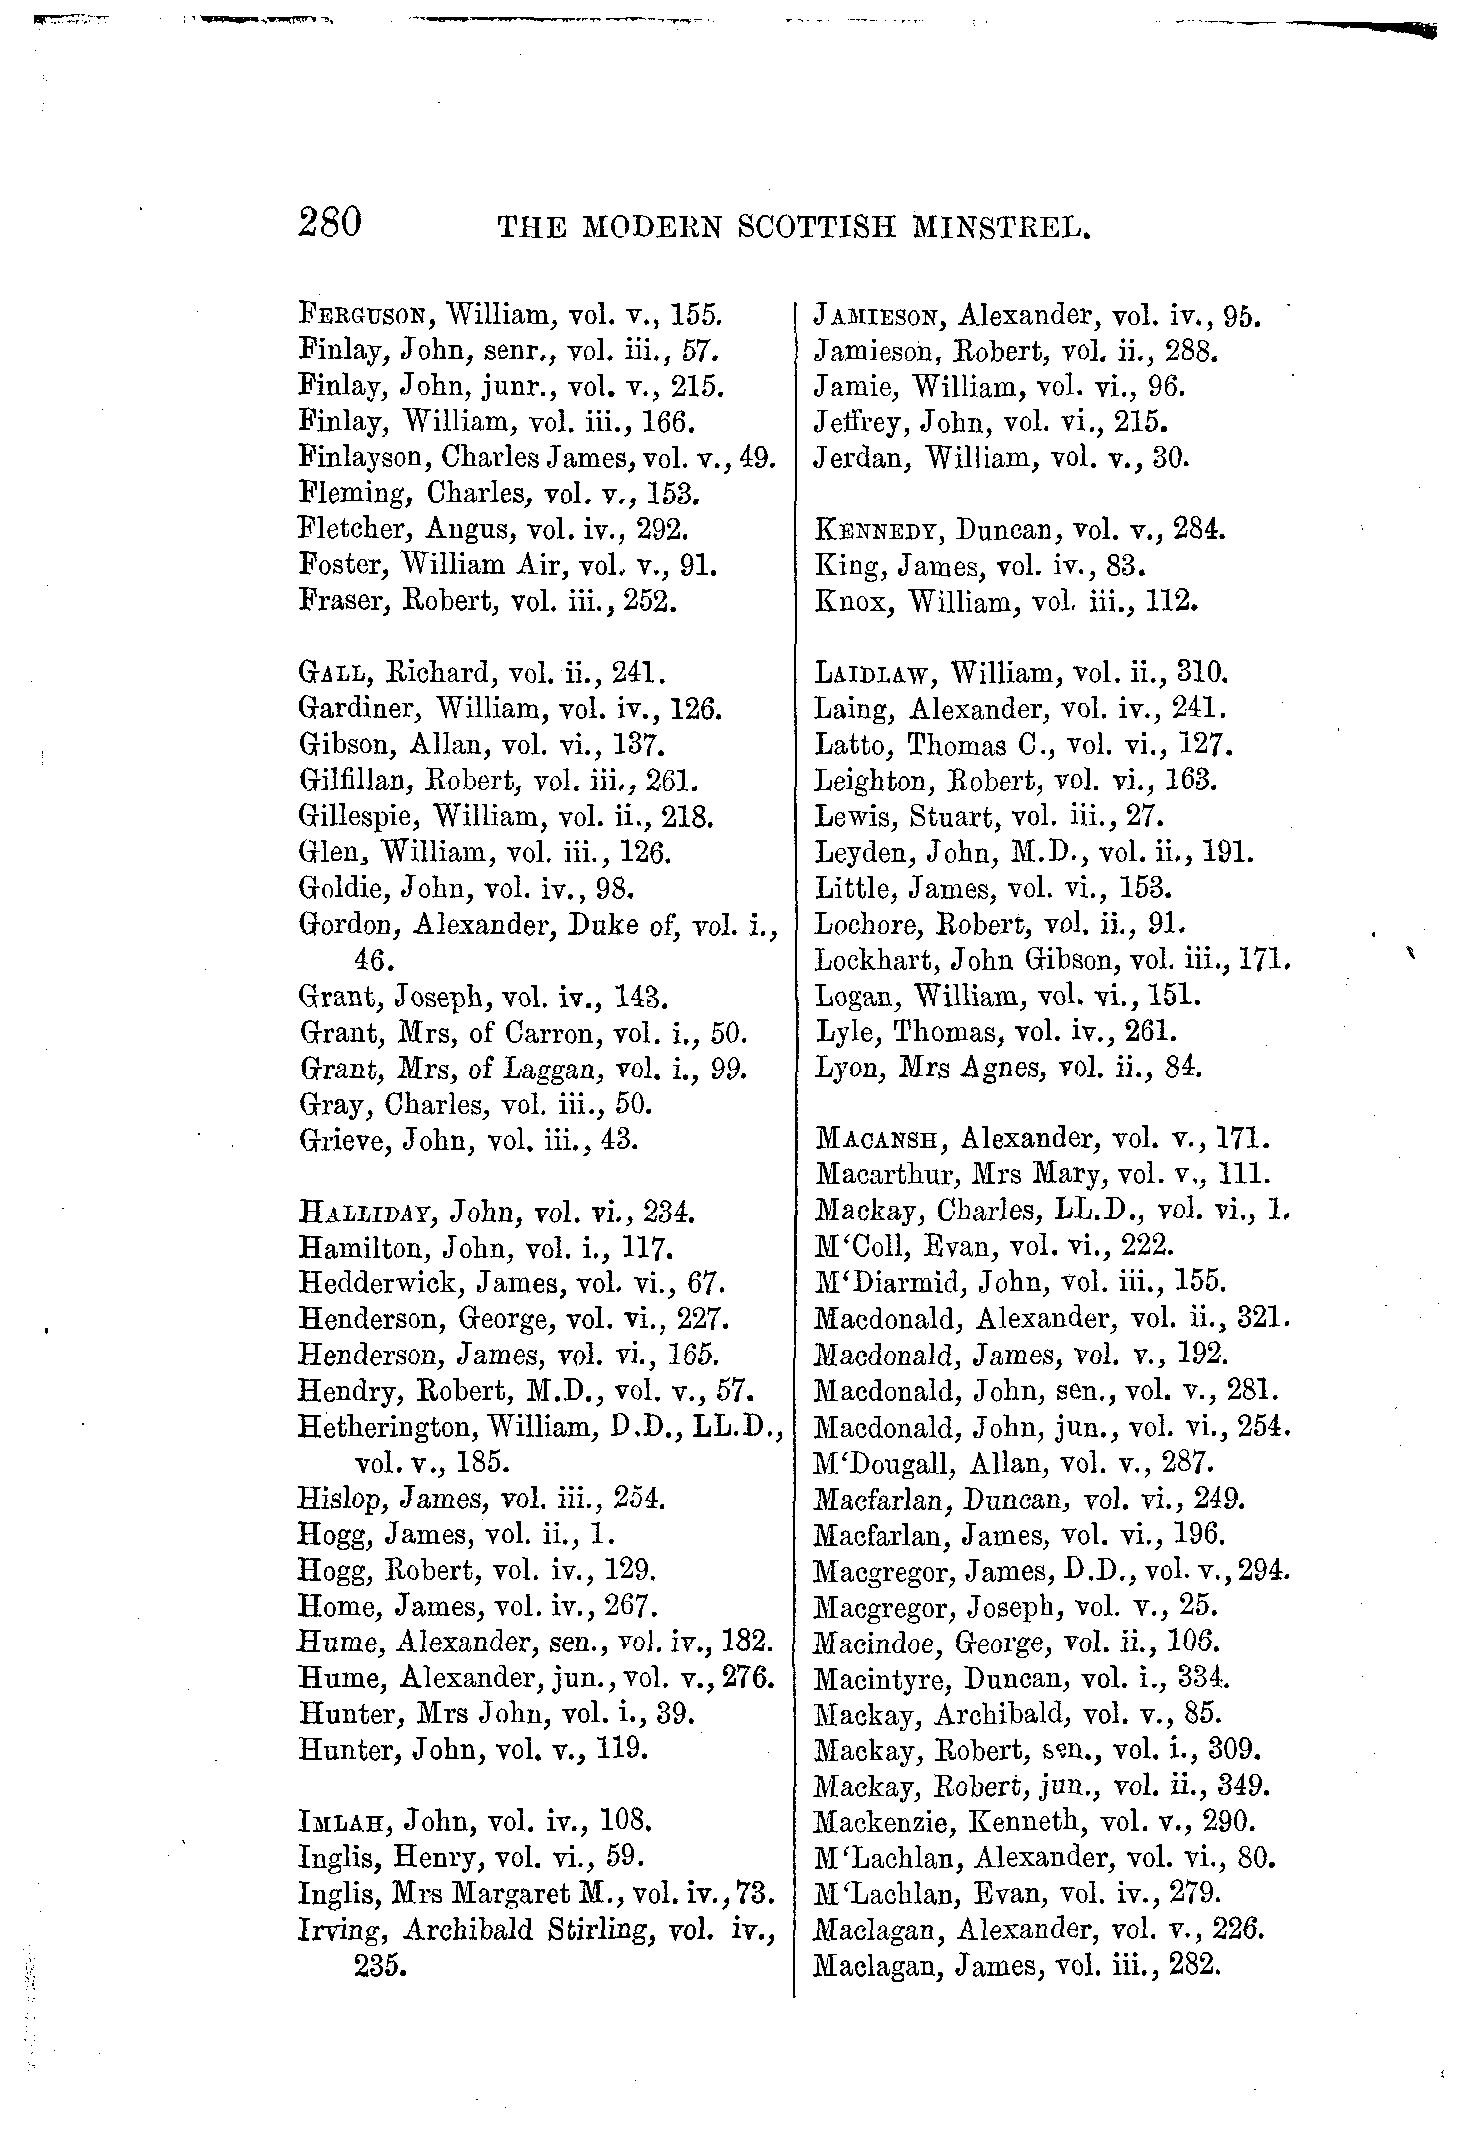 280 THE MODERN SCOTTISH MINSTREL.
FERGUSON, William, vol. v., 155.
Finlay, John, senr., vol. iii., 57.
Finlay, John, junr., vol. v., 215.
Finlay, William, vol. iii., 166.
Finlayson, Charles James, vol. v., 49.
Fleming, Charles, vol. v., 153.
Fletcher, Angus, vol. iv., 292.
Foster, William Air, vol. v., 91.
Fraser, Robert, vol. iii., 252.
GALL, Richard, vol. ii., 241.
Gardiner, William, vol. iv., 126.
Gibson, Allan, vol. vi., 137.
Gilfillan, Robert, vol. iii., 261.
Gillespie, William, vol. ii., 218.
Glen, William, vol. iii., 126.
Goldie, John, vol. iv., 98.
Gordon, Alexander, Duke of, vol. i.,
46.
Grant, Joseph, vol. iv., 143.
Grant, Mrs, of Carron, vol. i., 50.
Grant, Mrs, of Laggan, vol. i., 99.
Gray, Charles, vol. iii., 50.
Grieve, John, vol. iii., 43.
HALLIDAY, John, vol. vi., 234.
Hamilton, John, vol. i., 117.
Hedderwick, James, vol. vi., 67.
Henderson, George, vol. vi., 227.
Henderson, James, vol. vi., 165.
Hendry, Robert, M.D., vol. v., 57.
Hetherington, William, D.D., LL.D.,
vol. v., 185.
Hislop, James, vol. iii., 254.
Hogg, James, vol. ii., 1.
Hogg, Robert, vol. iv., 129.
Home, James, vol. iv., 267.
Hume, Alexander, sen., vol. iv., 182.
Hume, Alexander, jun., vol. v., 276.
Hunter, Mrs John, vol. i., 39.
Hunter, John, vol. v., 119.
IMLAH, John, vol. iv., 108.
Inglis, Henry, vol. vi., 59.
Inglis, Mrs Margaret M., vol. iv., 73.
Irving, Archibald Stirling, vol. iv.,
235.
JAMIESON, Alexander, vol. iv., 95.
Jamieson, Robert, vol. ii., 288.
Jamie, William, vol. vi., 96.
Jeffrey, John, vol. vi., 215.
Jerdan, William, vol. v., 30.
KENNEDY, Duncan, vol. v., 284.
King, James, vol. iv., 83.
Knox, William, vol. iii., 112.
LAIDLAW, William, vol. ii., 310.
Laing, Alexander, vol. iv., 241.
Latto, Thomas C., vol. vi., 127.
Leighton, Robert, vol. vi., 163.
Lewis, Stuart, vol. iii., 27.
Leyden, John, M.D., vol. ii., 191.
Little, James, vol. vi., 153.
Lochore, Robert, vol. ii., 91.
Lockhart, John Gibson, vol. iii., 171.
Logan, William, vol. vi., 151.
Lyle, Thomas, vol. iv., 261.
Lyon, Mrs Agnes, vol. ii., 84.
MACANSH, Alexander, vol. v., 171.
Macarthur, Mrs Mary, vol. v., 111.
Mackay, Charles, LL.D., vol. vi., 1.
M‘Coll, Evan, vol. vi., 222.
M‘Diarmid, John, vol. iii., 155.
Macdonald, Alexander, vol. ii., 321.
Macdonald, James, vol. v., 192.
Macdonald, John, sen., vol. v., 281.
Macdonald, John, jun., vol. vi., 254.
M‘Dougall, Allan, vol. v., 287.
Macfarlan, Duncan, vol. vi., 249.
Macfarlan, James, vol. vi., 196.
Macgregor, James, D.D., vol. v., 294.
Macgregor, Joseph, vol. v., 25.
Macindoe, George, vol. ii., 106.
Macintyre, Duncan, vol. i., 334.
Mackay, Archibald, vol. v., 85.
Mackay, Robert, sen., vol. i., 309.
Mackay, Robert, jun., vol. ii., 349.
Mackenzie, Kenneth, vol. v., 290.
M‘Lachlan, Alexander, vol. vi., 80.
M‘Lachlan, Evan, vol. iv., 279.
Maclagan, Alexander, vol. v., 226.
Maclagan, James, vol. iii., 282.